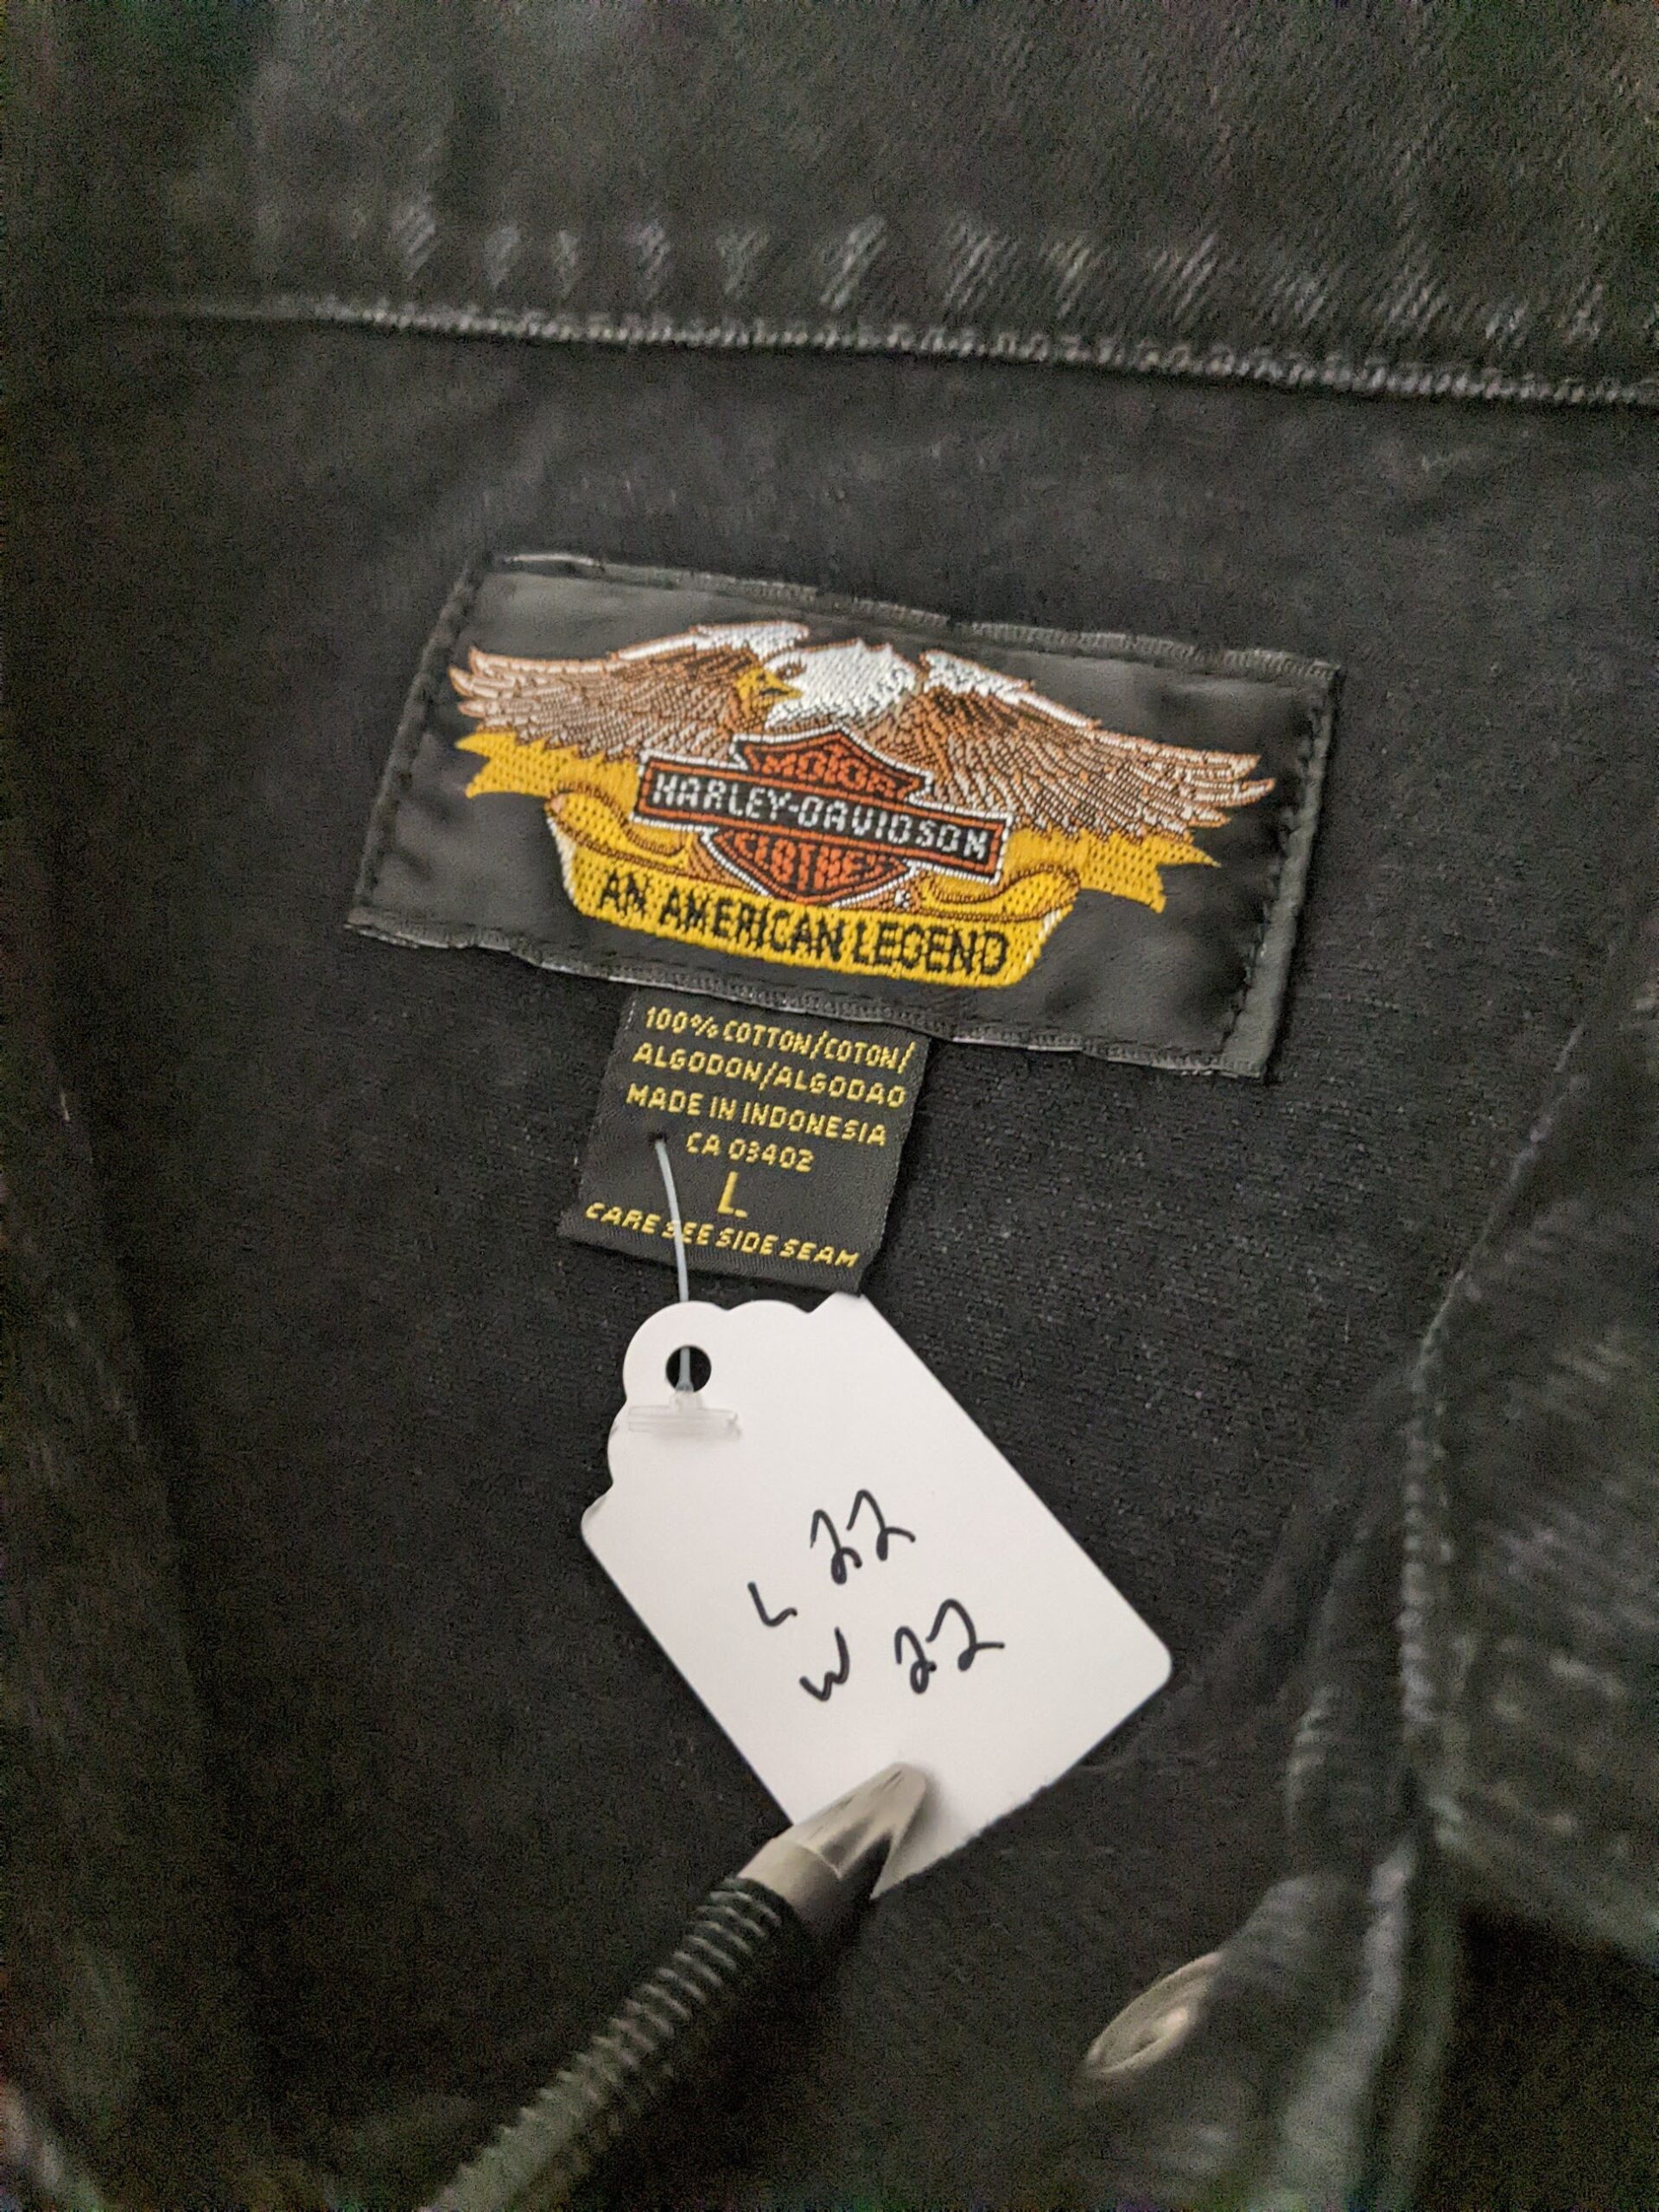 MOTOR
HARLEY-DAVIDSON
CLOTHES
AN AMERICAN LEGEND
100% COTTON/COTON/
ALGODON/ALGODAO
MADE IN INDONESIA
CA 03402
L
CARE SEE SIDE SEAM
L 22
W 22